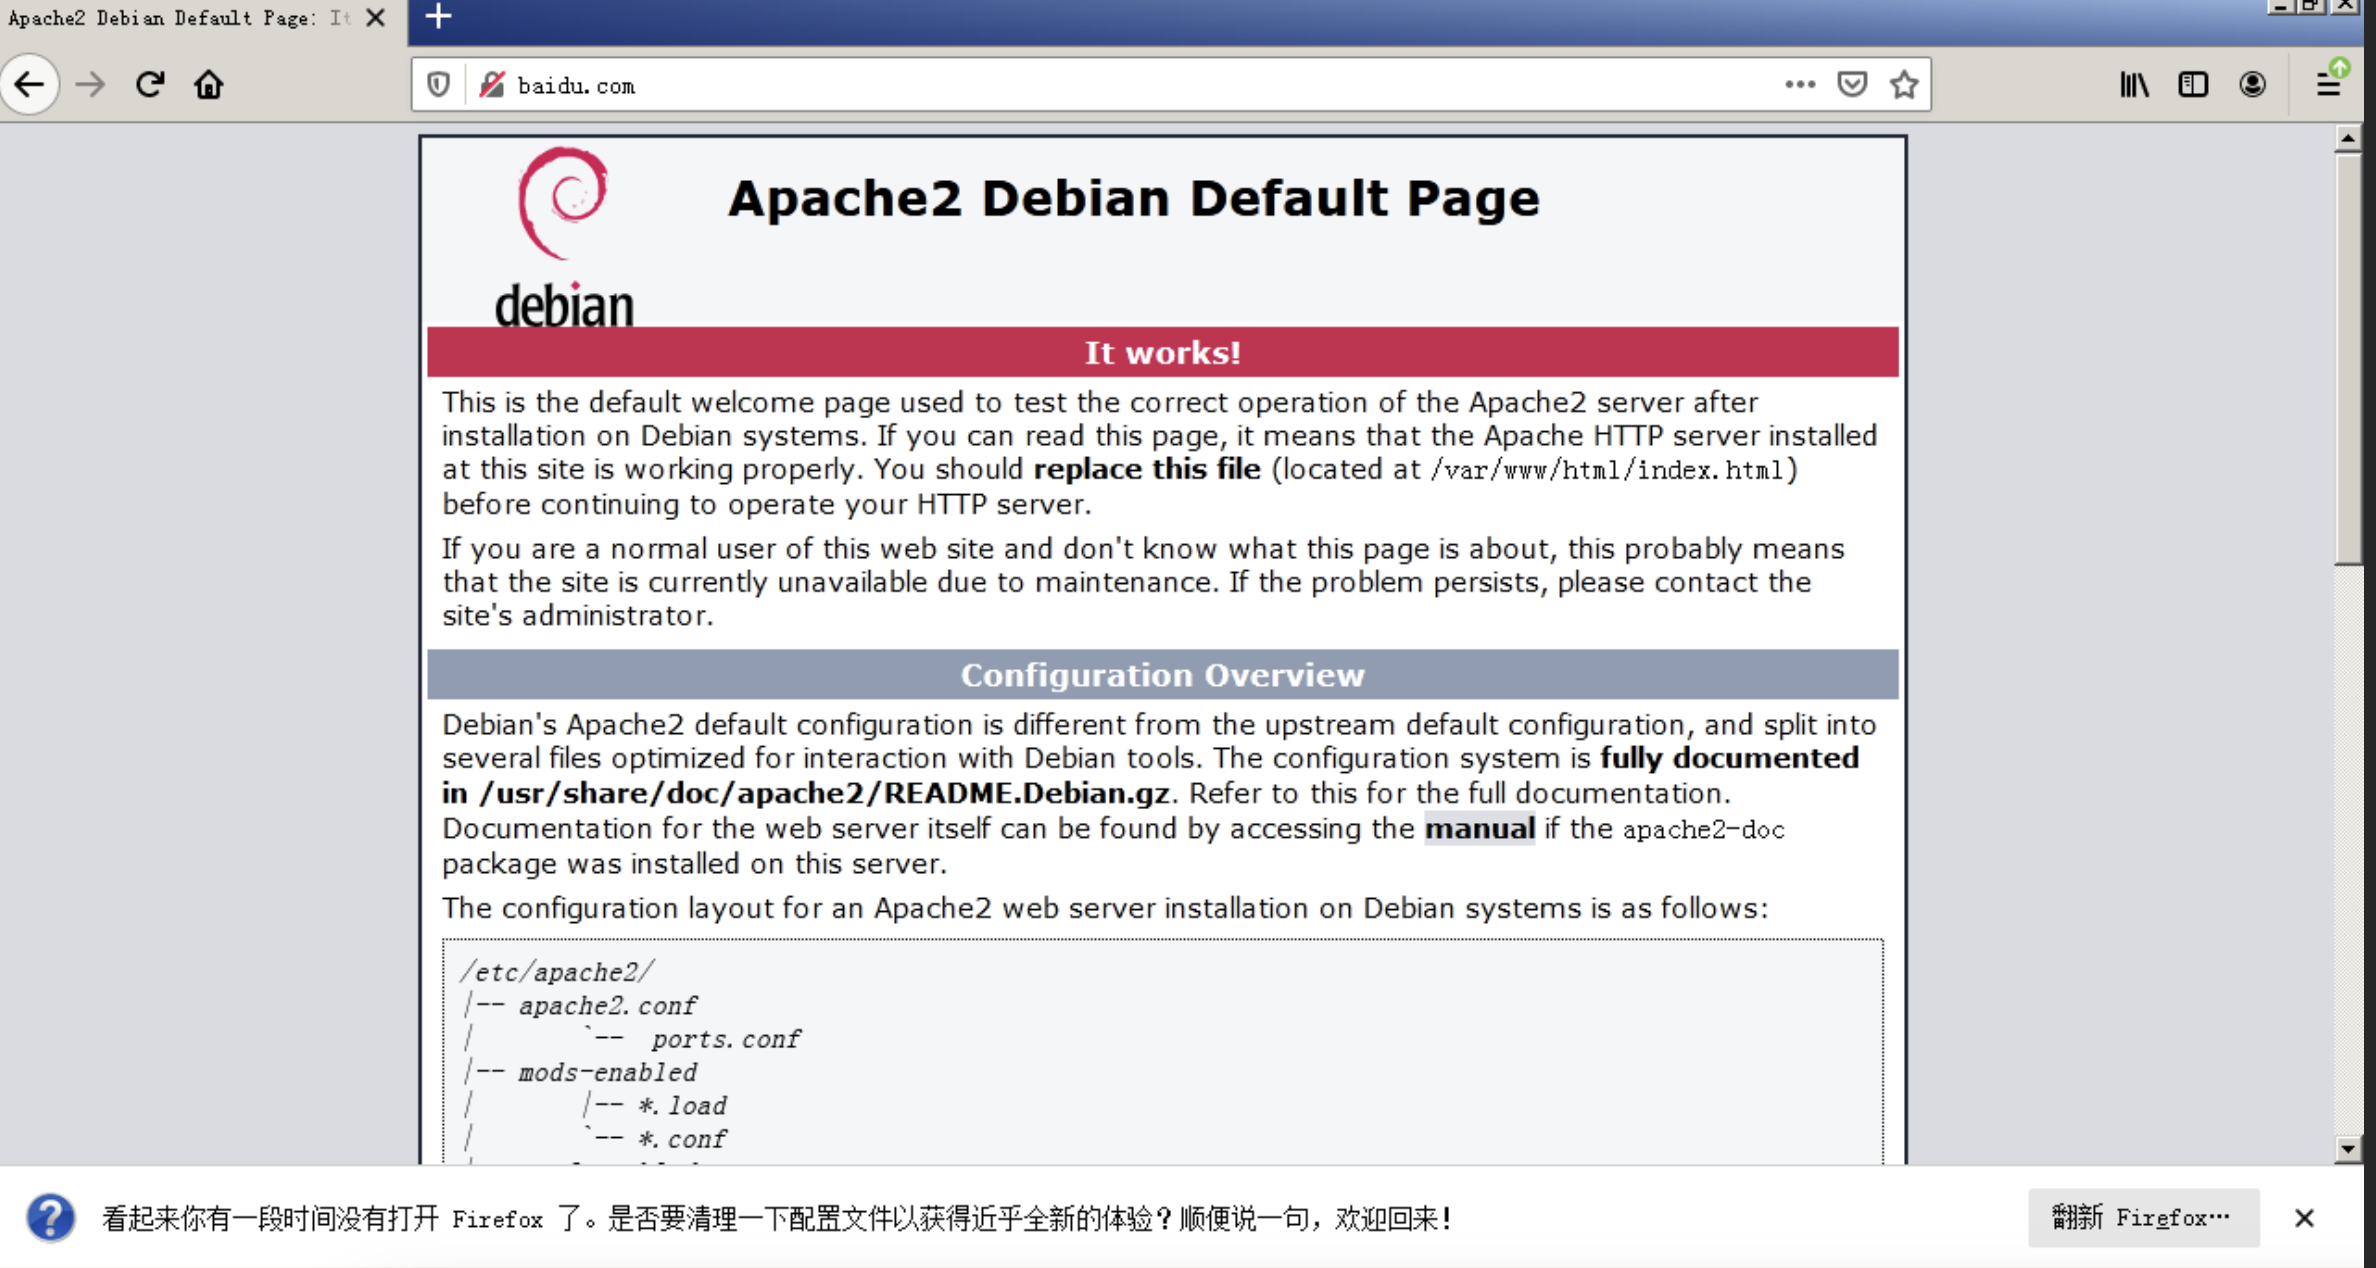 Apache2 Debian Default Page: It
baidu.com
debian
Apache2 Debian Default Page
It works!
This is the default welcome page used to test the correct operation of the Apache2 server after
installation on Debian systems. If you can read this page, it means that the Apache HTTP server installed
at this site is working properly. You should replace this file (located at /var/www/html/index.html)
before continuing to operate your HTTP server.
If you are a normal user of this web site and don't know what this page is about, this probably means
that the site is currently unavailable due to maintenance. If the problem persists, please contact the
site's administrator.
Configuration Overview
Debian's Apache2 default configuration is different from the upstream default configuration, and split into
several files optimized for interaction with Debian tools. The configuration system is fully documented
in /usr/share/doc/apache2/README.Debian.gz. Refer to this for the full documentation.
Documentation for the web server itself can be found by accessing the manual if the apache2-doc
package was installed on this server.
The configuration layout for an Apache2 web server installation on Debian systems is as follows:
/etc/apache2/
|-- apache2.conf
|       `--  ports.conf
|-- mods-enabled
|       |-- *.load
|       `-- *.conf
看起来你有一段时间没有打开 Firefox 了。是否要清理一下配置文件以获得近乎全新的体验？顺便说一句，欢迎回来！
翻新 Firefox…